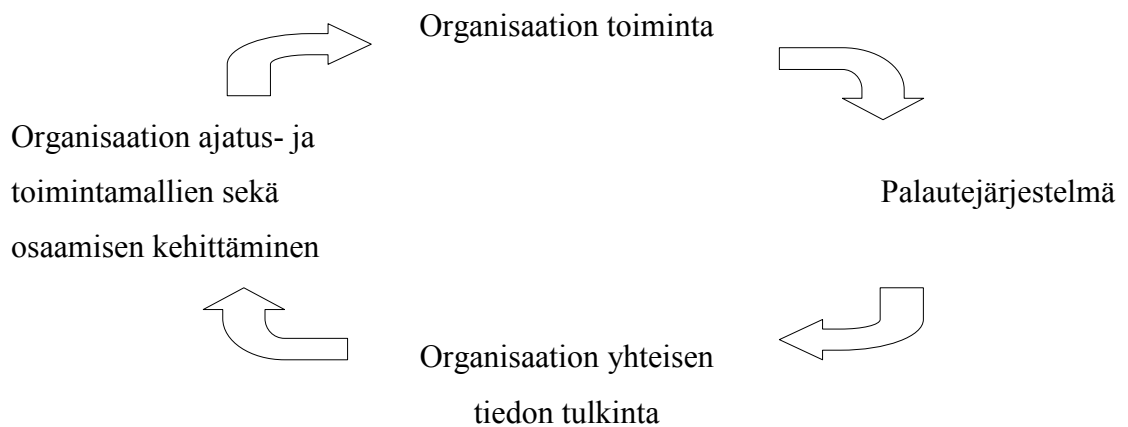 Organisaation toiminta
Organisaation ajatus- ja
toimintamallien sekä
osaamisen kehittäminen
Palautejärjestelmä
Organisaation yhteisen
tiedon tulkinta